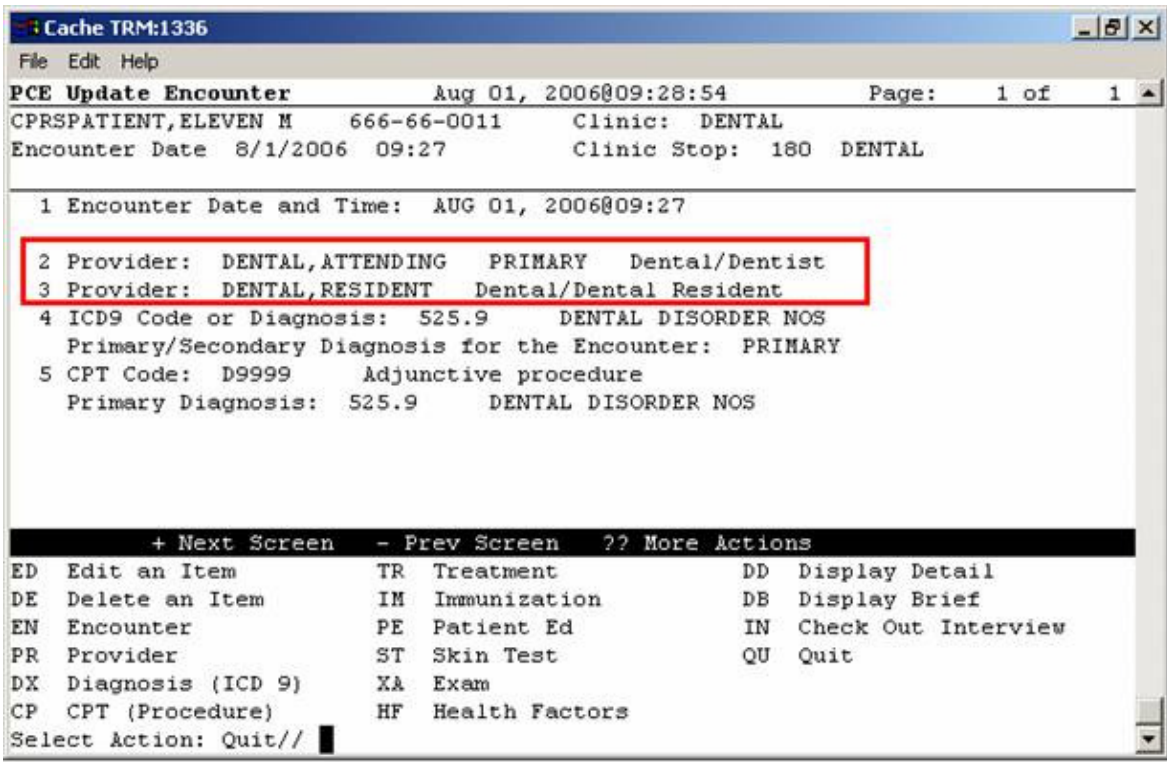 Cache TRM:1336
File Edit Help
PCE Update Encounter Aug 01, 2006@09:28:54 Page: 1 of 1
CPRSPATIENT,ELEVEN M 666-66-0011 Clinic: DENTAL
Encounter Date 8/1/2006 09:27 Clinic Stop: 180 DENTAL
1 Encounter Date and Time: AUG 01, 2006@09:27
2 Provider: DENTAL,ATTENDING PRIMARY Dental/Dentist
3 Provider: DENTAL,RESIDENT Dental/Dental Resident
4 ICD9 Code or Diagnosis: 525.9 DENTAL DISORDER NOS
Primary/Secondary Diagnosis for the Encounter: PRIMARY
5 CPT Code: D9999 Adjunctive procedure
Primary Diagnosis: 525.9 DENTAL DISORDER NOS
+ Next Screen - Prev Screen ?? More Actions
ED Edit an Item TR Treatment DD Display Detail
DE Delete an Item IM Immunization DB Display Brief
EN Encounter PE Patient Ed IN Check Out Interview
PR Provider ST Skin Test QU Quit
DX Diagnosis (ICD 9) XA Exam
CP CPT (Procedure) HF Health Factors
Select Action: Quit//